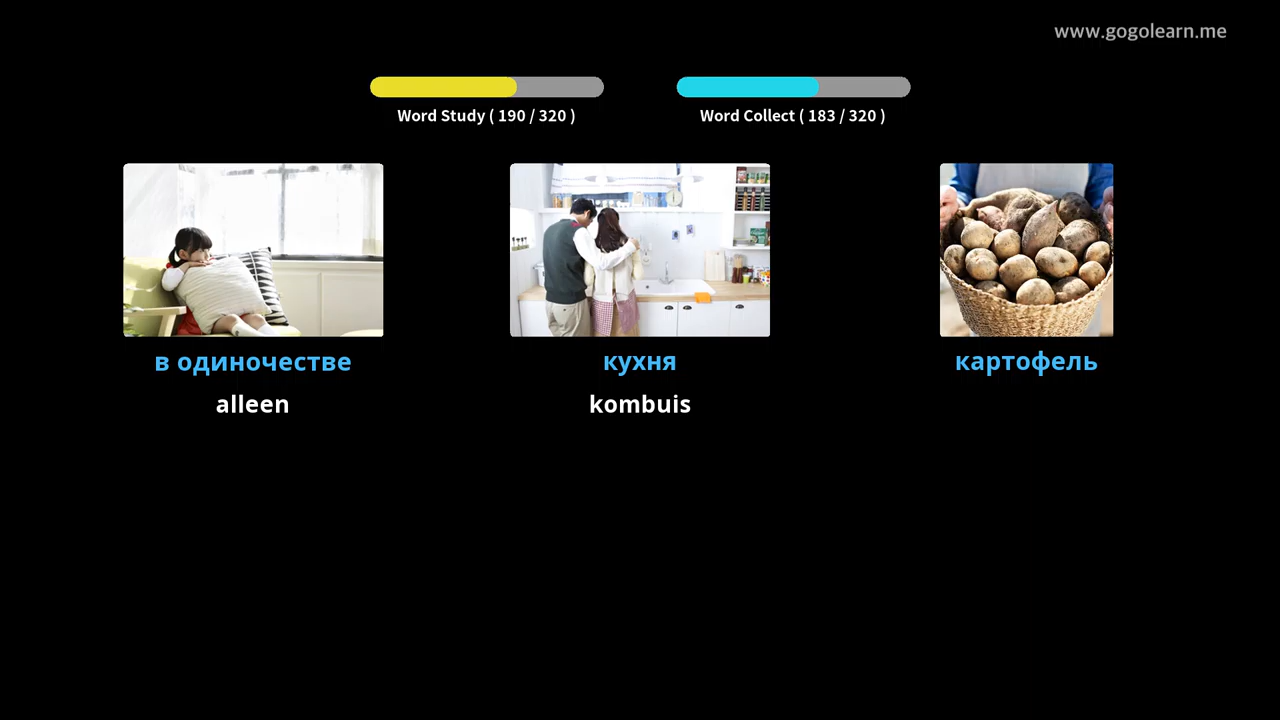 www.gogolearn.me
Word Study ( 190 / 320 )
Word Collect ( 183 / 320 )
в одиночестве
кухня
картофель
alleen
kombuis